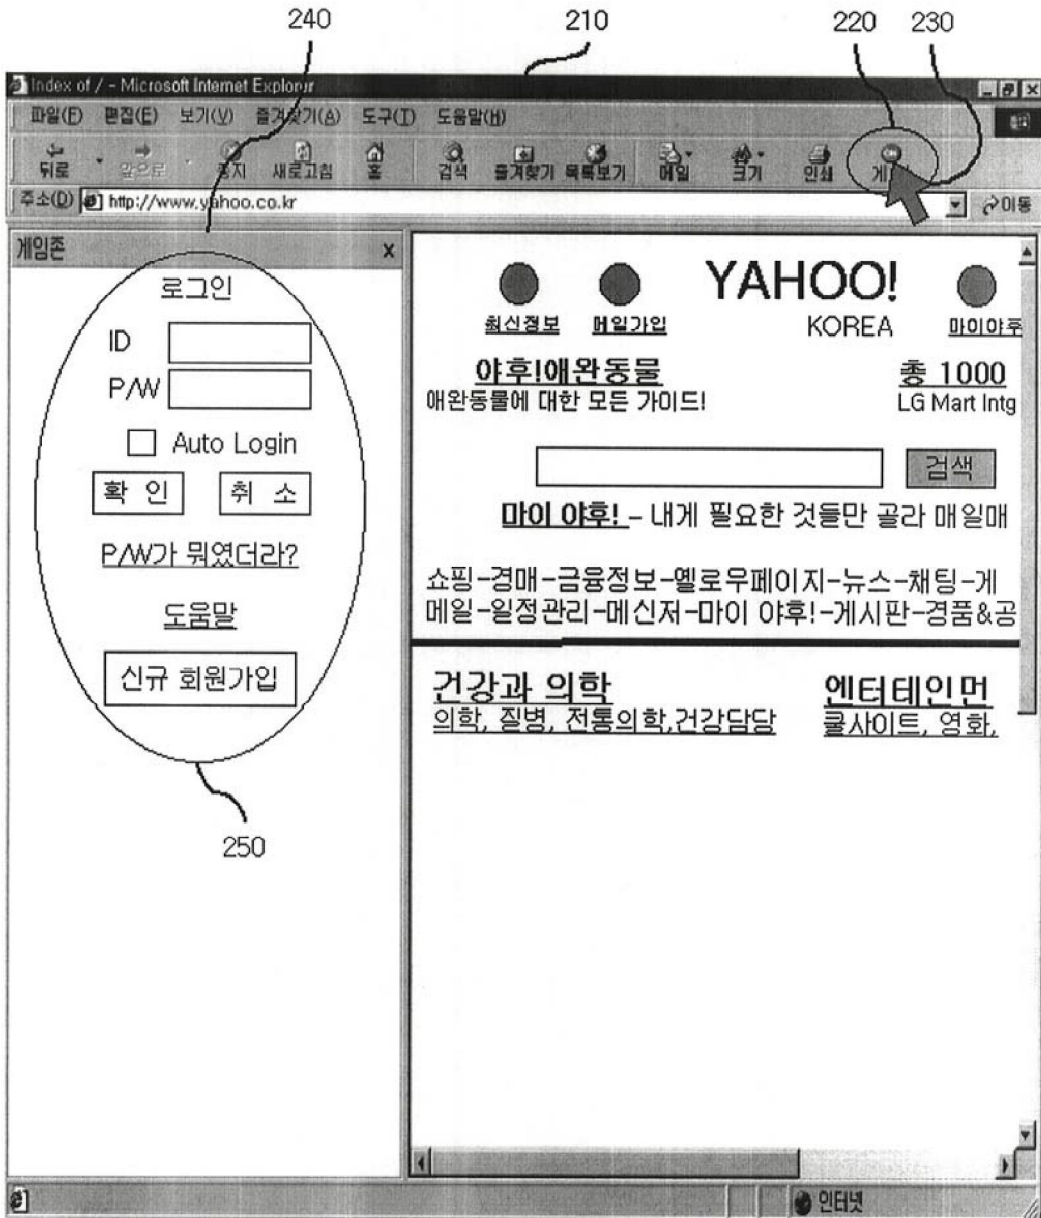 240 210 220 230
Index of / - Microsoft Internet Explorer
파일(F) 편집(E) 보기(V) 즐겨찾기(A) 도구(T) 도움말(H)
뒤로 앞으로 중지 새로고침 홈 검색 즐겨찾기 목록보기 메일 크기 인쇄
주소(D) http://www.yahoo.co.kr 이동
게임존 x
로그인
ID
P/W
Auto Login
확 인 취 소
P/W가 뭐였더라?
도움말
신규 회원가입
250
YAHOO!
KOREA
최신정보 메일가입 마이야후
야후!애완동물 총 1000
애완동물에 대한 모든 가이드! LG Mart Intg
검색
마이 야후! - 내게 필요한 것들만 골라 매일매
쇼핑-경매-금융정보-옐로우페이지-뉴스-채팅-게
메일-일정관리-메신저-마이 야후!-게시판-경품&공
건강과 의학 엔터테인먼
의학, 질병, 전통의학,건강담당 쿨사이트, 영화,
인터넷